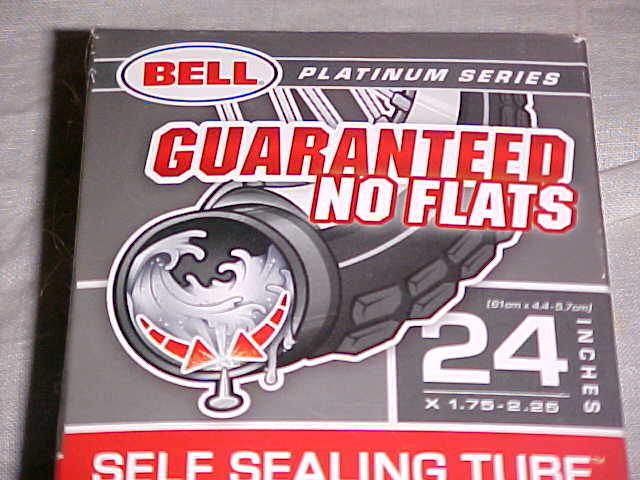 BELL® PLATINUM SERIES
GUARANTEED
NO FLATS
(61cm x 4.4-5.7cm)
24 INCHES
X 1.75-2.25
SELF SEALING TUBE™